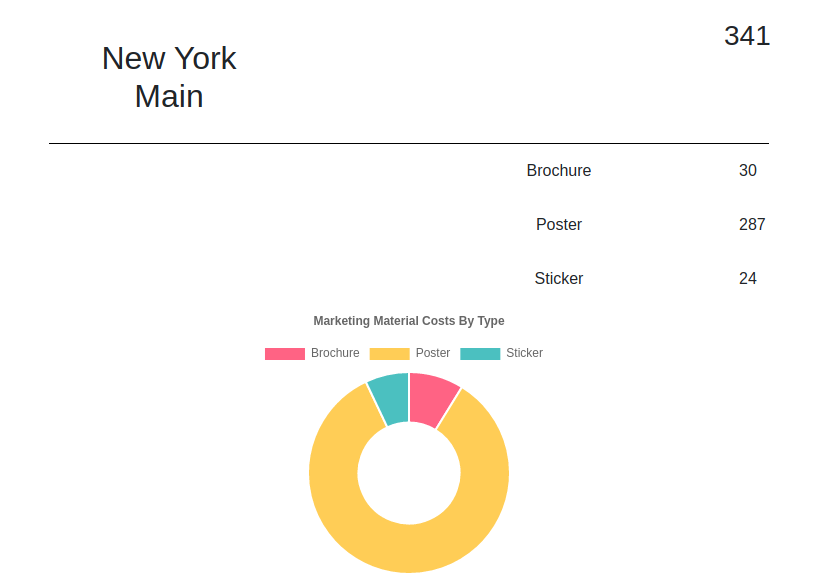 New York
Main
341
Brochure 30
Poster 287
Sticker 24
Marketing Material Costs By Type
Brochure Poster Sticker